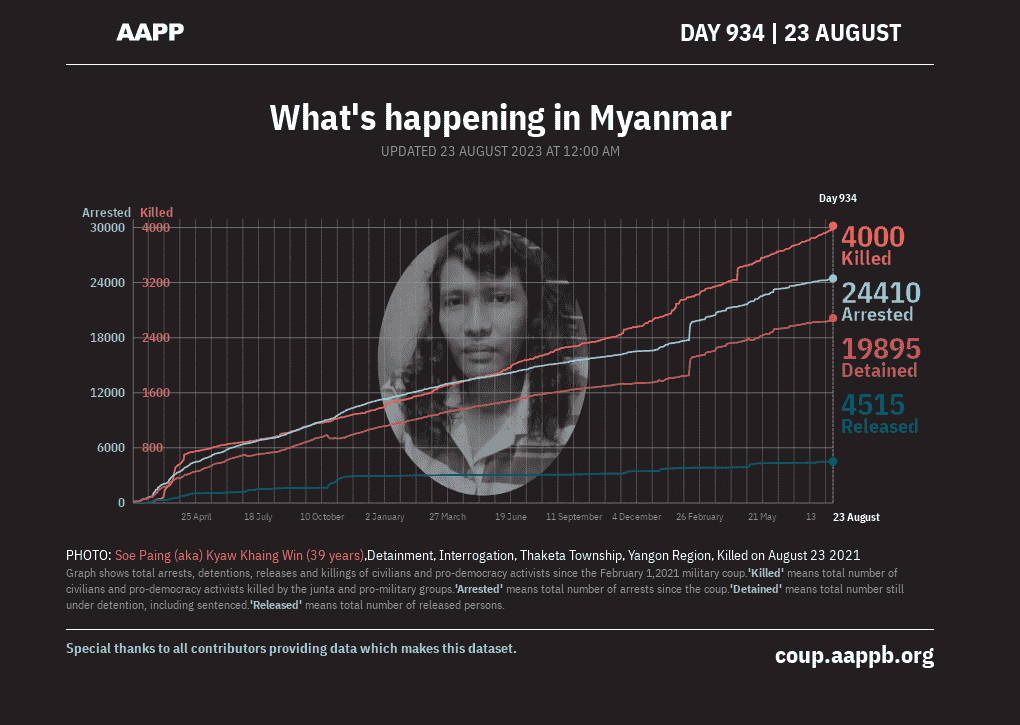 AAPP
DAY 934 | 23 AUGUST
What's happening in Myanmar
UPDATED 23 AUGUST 2023 AT 12:00 AM
Day 934
Arrested Killed
30000 4000
24000 3200
18000 2400
12000 1600
6000 800
0
4000
Killed
24410
Arrested
19895
Detained
4515
Released
25 April 18 July 10 October 2 January 27 March 19 June 11 September 4 December 26 February 21 May 13 23 August
PHOTO: Soe Paing (aka) Kyaw Khaing Win (39 years),Detainment, Interrogation, Thaketa Township, Yangon Region, Killed on August 23 2021
Graph shows total arrests, detentions, releases and killings of civilians and pro-democracy activists since the February 1,2021 military coup.'Killed' means total number of
civilians and pro-democracy activists killed by the junta and pro-military groups.'Arrested' means total number of arrests since the coup.'Detained' means total number still
under detention, including sentenced.'Released' means total number of released persons.
Special thanks to all contributors providing data which makes this dataset.
coup.aappb.org